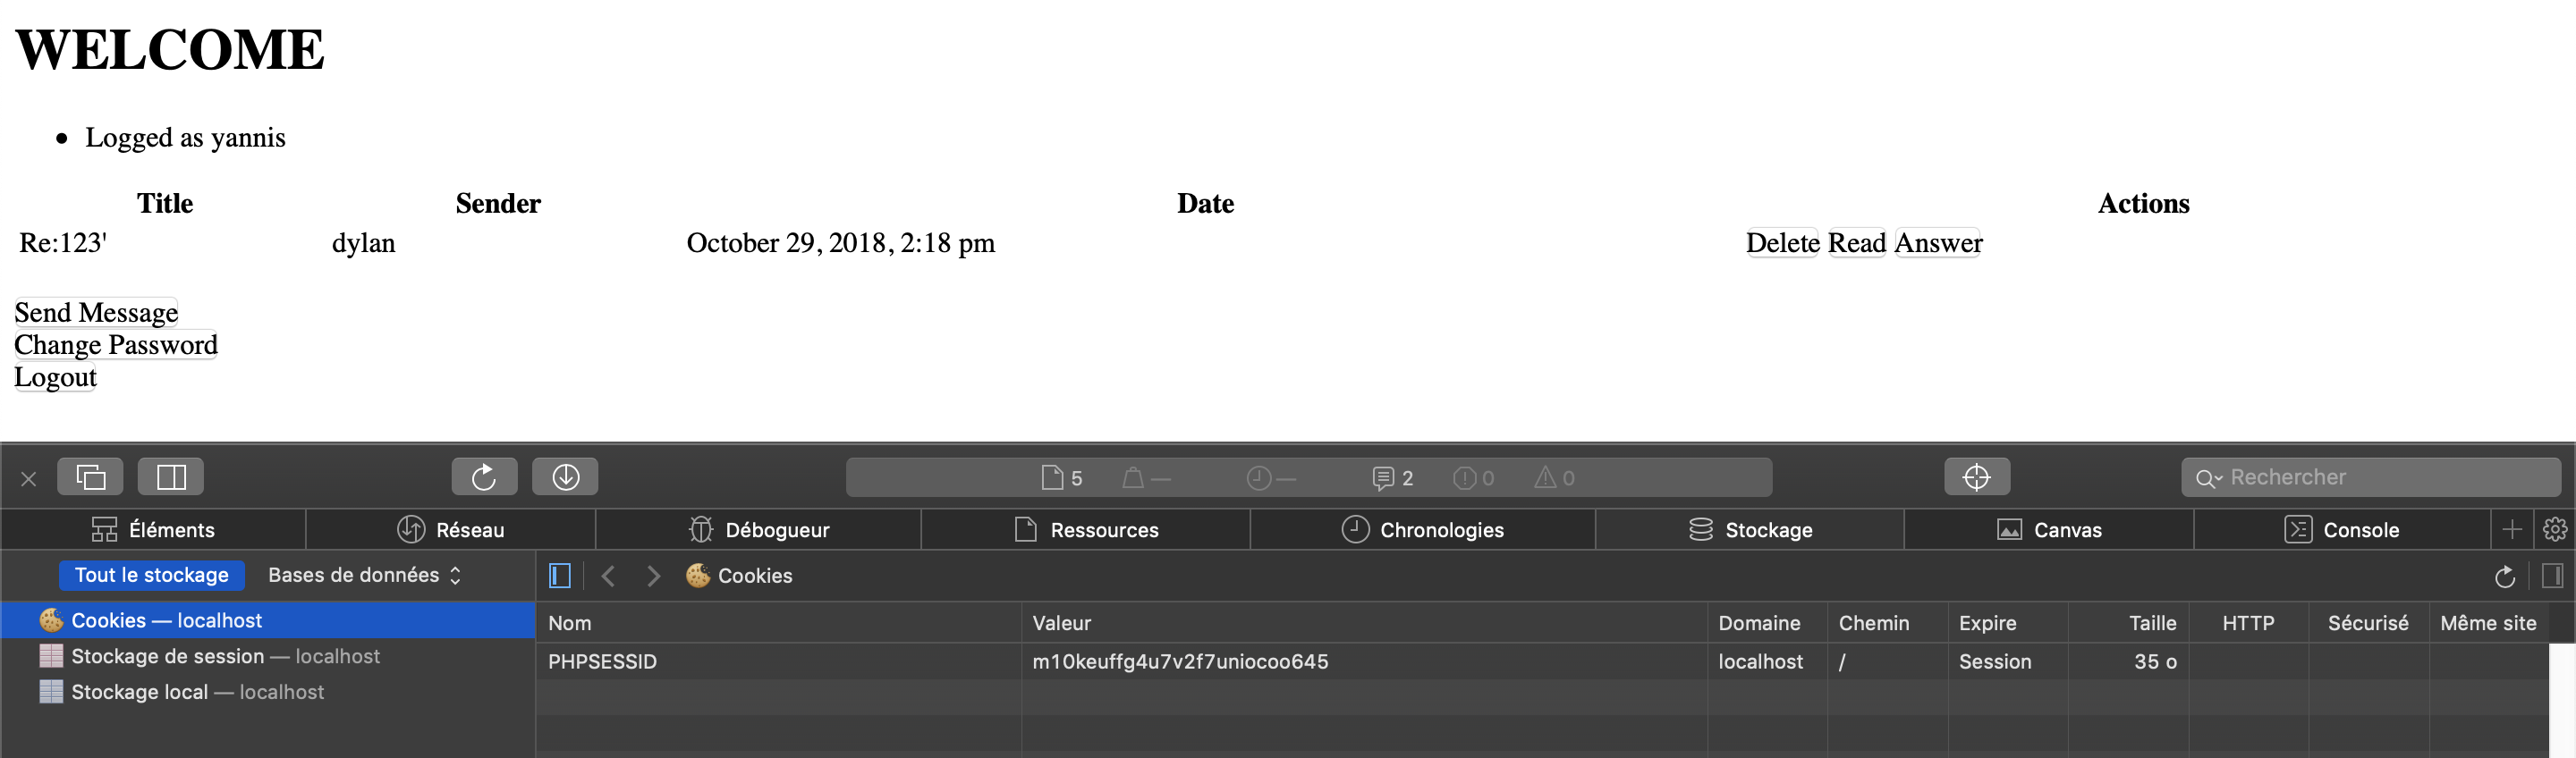 WELCOME
• Logged as yannis
Title Sender Date Actions
Re:123' dylan October 29, 2018, 2:18 pm Delete Read Answer
Send Message
Change Password
Logout
5 — — 2 0 0 Rechercher
Éléments Réseau Débogueur Ressources Chronologies Stockage Canvas Console
Tout le stockage Bases de données Cookies
Cookies — localhost Nom Valeur Domaine Chemin Expire Taille HTTP Sécurisé Même site
Stockage de session — localhost PHPSESSID m10keuffg4u7v2f7uniocoo645 localhost / Session 35 o
Stockage local — localhost